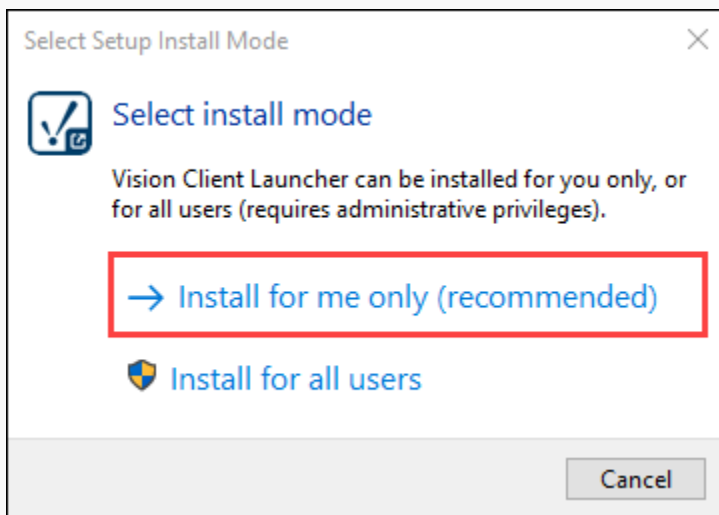 Select Setup Install Mode
Select install mode
Vision Client Launcher can be installed for you only, or
for all users (requires administrative privileges).
Install for me only (recommended)
Install for all users
Cancel